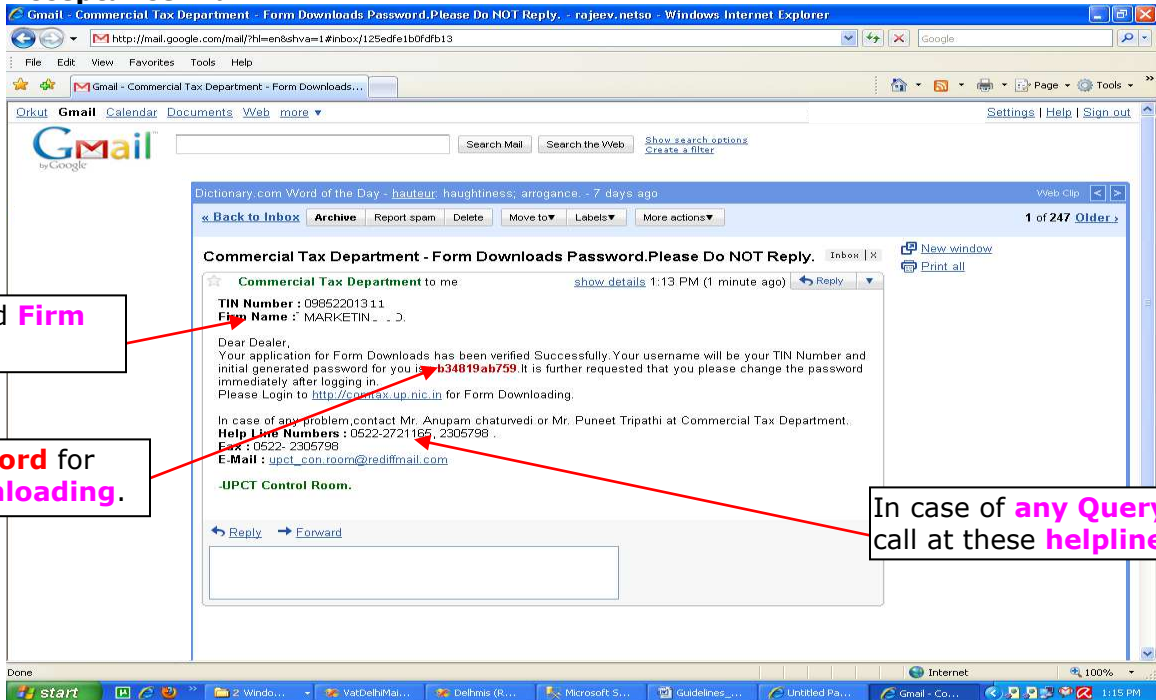 Gmail - Commercial Tax Department - Form Downloads Password.Please Do NOT Reply. - rajeev.netso - Windows Internet Explorer
http://mail.google.com/mail/?hl=en&shva=1#inbox/125edfe1b0fdfb13
Google
File Edit View Favorites Tools Help
Gmail - Commercial Tax Department - Form Downloads...
Page Tools
Orkut Gmail Calendar Documents Web more ▼
Settings | Help | Sign out
Gmail
by Google
Search Mail Search the Web Show search options
Create a filter
Dictionary.com Word of the Day - hauteur: haughtiness; arrogance. - 7 days ago Web Clip < >
« Back to Inbox Archive Report spam Delete Move to▼ Labels▼ More actions▼ 1 of 247 Older ›
Commercial Tax Department - Form Downloads Password.Please Do NOT Reply. Inbox | X
New window
Print all
Commercial Tax Department to me show details 1:13 PM (1 minute ago) Reply ▼
TIN Number : 09852201311
Firm Name : MARKETIN
Firm
Dear Dealer,
Your application for Form Downloads has been verified Successfully.Your username will be your TIN Number and
initial generated password for you is b34819ab759.It is further requested that you please change the password
immediately after logging in.
Please Login to http://comtax.up.nic.in for Form Downloading.
In case of any problem,contact Mr. Anupam chaturvedi or Mr. Puneet Tripathi at Commercial Tax Department.
Help Line Numbers : 0522-2721165, 2305798 .
Fax : 0522- 2305798
E-Mail : upct_con.room@rediffmail.com
-UPCT Control Room.
ord for
loading.
In case of any Query
call at these helpline
Reply Forward
Done Internet 100%
start 2 Windo... VatDelhiMai... Delhmis (R... Microsoft S... Guidelines_... Untitled Pa... Gmail - Co... 1:15 PM